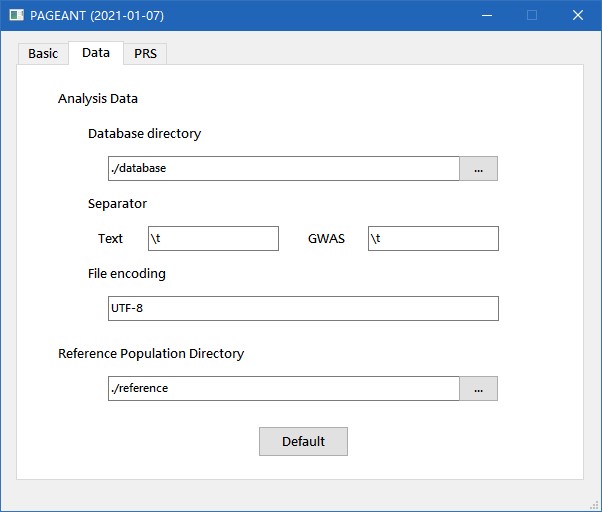 PAGEANT (2021-01-07)
Basic Data PRS
Analysis Data
Database directory
./database ...
Separator
Text \t GWAS \t
File encoding
UTF-8
Reference Population Directory
./reference ...
Default